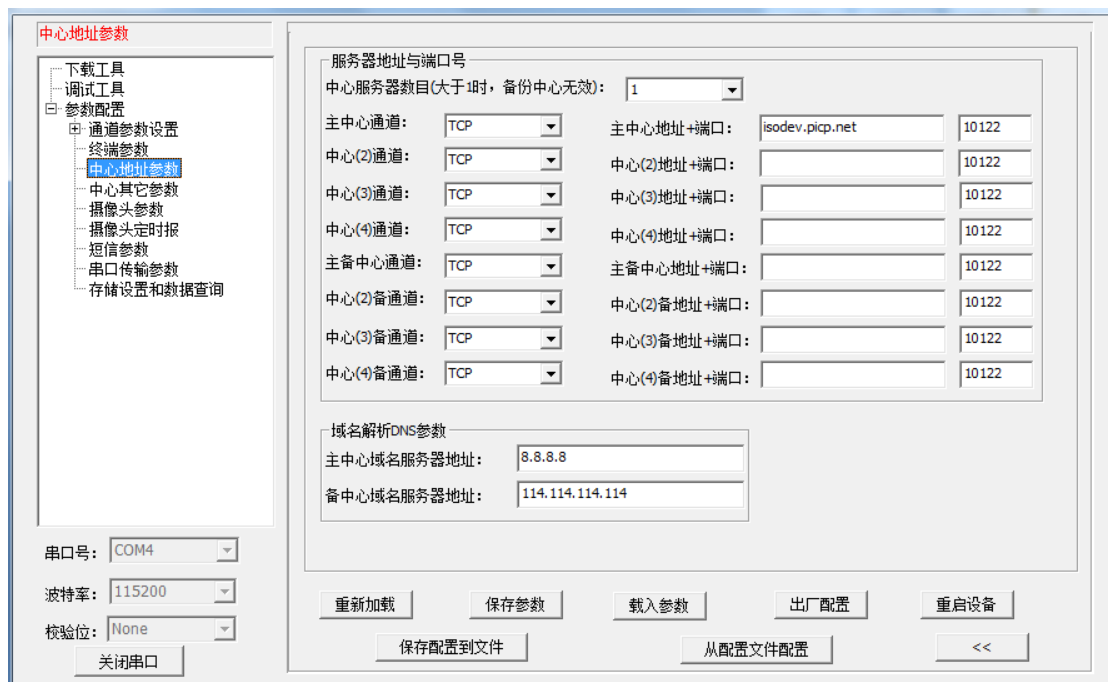 中心地址参数
下载工具
调试工具
参数配置
通道参数设置
终端参数
中心地址参数
中心其它参数
摄像头参数
摄像头定时报
短信参数
串口传输参数
存储设置和数据查询
串口号: COM4
波特率: 115200
校验位: None
关闭串口
服务器地址与端口号
中心服务器数目(大于1时，备份中心无效): 1
主中心通道: TCP 主中心地址+端口: isodev.picp.net 10122
中心(2)通道: TCP 中心(2)地址+端口: 10122
中心(3)通道: TCP 中心(3)地址+端口: 10122
中心(4)通道: TCP 中心(4)地址+端口: 10122
主备中心通道: TCP 主备中心地址+端口: 10122
中心(2)备通道: TCP 中心(2)备地址+端口: 10122
中心(3)备通道: TCP 中心(3)备地址+端口: 10122
中心(4)备通道: TCP 中心(4)备地址+端口: 10122
域名解析DNS参数
主中心域名服务器地址: 8.8.8.8
备中心域名服务器地址: 114.114.114.114
重新加载 保存参数 载入参数 出厂配置 重启设备
保存配置到文件 从配置文件配置 <<